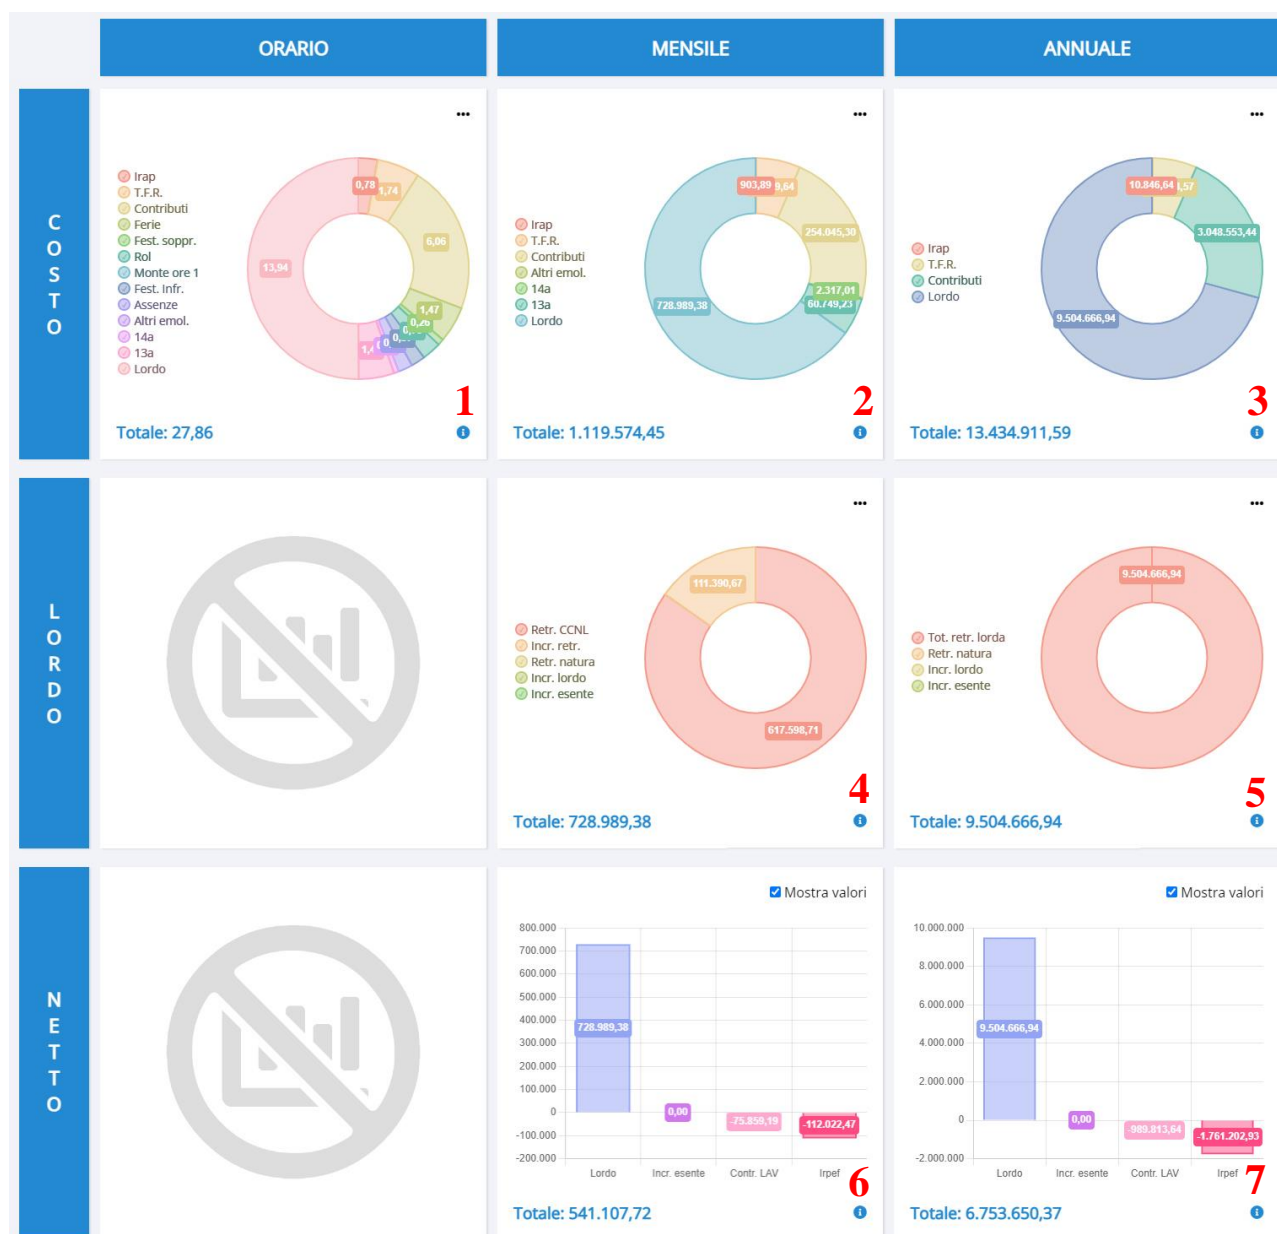 ORARIO
MENSILE
ANNUALE
COSTO
Irap
T.F.R.
Contributi
Ferie
Fest. soppr.
Rol
Monte ore 1
Fest. Infr.
Assenze
Altri emol.
14a
13a
Lordo
0,78
1,74
6,06
13,94
1,47
0,26
1
Totale: 27,86
Irap
T.F.R.
Contributi
Altri emol.
14a
13a
Lordo
903,89
254.045,30
2.317,01
60.749,23
728.989,38
2
Totale: 1.119.574,45
Irap
T.F.R.
Contributi
Lordo
10.846,64
3.048.553,44
9.504.666,94
3
Totale: 13.434.911,59
LORDO
Retr. CCNL
Incr. retr.
Retr. natura
Incr. lordo
Incr. esente
111.390,67
617.598,71
4
Totale: 728.989,38
Tot. retr. lorda
Retr. natura
Incr. lordo
Incr. esente
9.504.666,94
5
Totale: 9.504.666,94
NETTO
Mostra valori
800.000
700.000
600.000
500.000
400.000
300.000
200.000
100.000
0
-100.000
-200.000
728.989,38
0,00
-75.859,19
-112.022,47
Lordo
Incr. esente
Contr. LAV
Irpef
6
Totale: 541.107,72
Mostra valori
10.000.000
8.000.000
6.000.000
4.000.000
2.000.000
0
-2.000.000
9.504.666,94
0,00
-989.813,64
-1.761.202,93
Lordo
Incr. esente
Contr. LAV
Irpef
7
Totale: 6.753.650,37